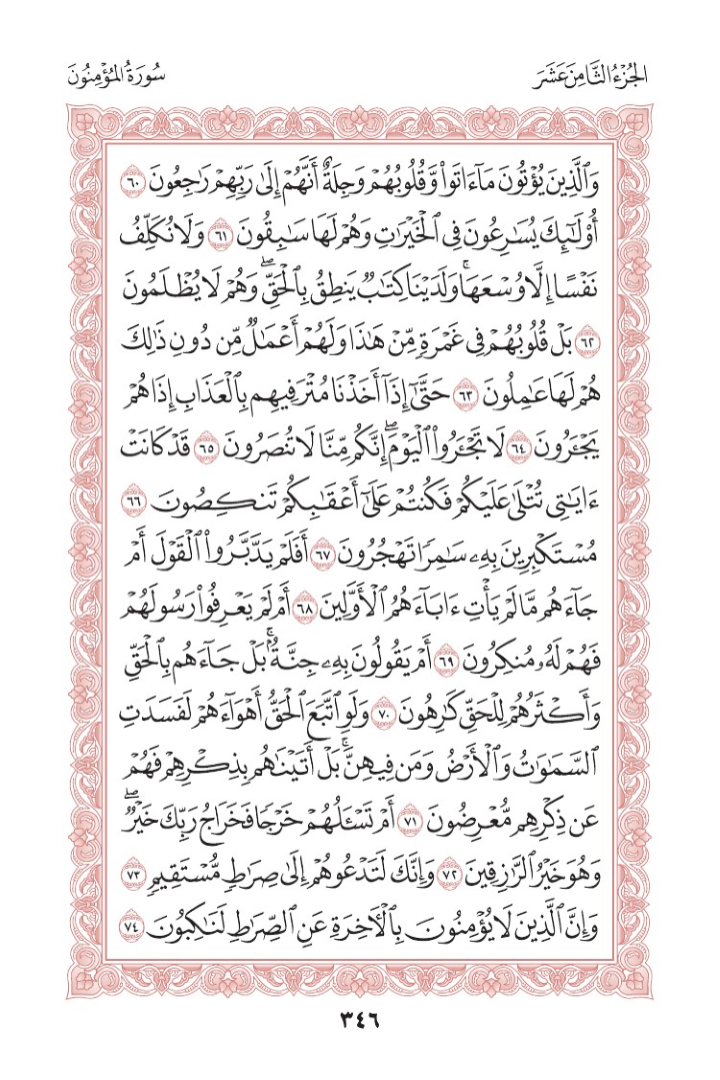 الجُزْءُ الثَّامِنَ عَشَرَ
سُورَةُ المُؤْمِنُونَ
وَٱلَّذِينَ يُؤْتُونَ مَآ ءَاتَوا۟ وَّقُلُوبُهُمْ وَجِلَةٌ أَنَّهُمْ إِلَىٰ رَبِّهِمْ رَٰجِعُونَ ٦٠
أُو۟لَٰٓئِكَ يُسَٰرِعُونَ فِى ٱلْخَيْرَٰتِ وَهُمْ لَهَا سَٰبِقُونَ ٦١ وَلَا نُكَلِّفُ
نَفْسًا إِلَّا وُسْعَهَا ۚ وَلَدَيْنَا كِتَٰبٌ يَنطِقُ بِٱلْحَقِّ ۖ وَهُمْ لَا يُظْلَمُونَ
٦٢ بَلْ قُلُوبُهُمْ فِى غَمْرَةٍ مِّنْ هَٰذَا وَلَهُمْ أَعْمَٰلٌ مِّن دُونِ ذَٰلِكَ
هُمْ لَهَا عَٰمِلُونَ ٦٣ حَتَّىٰٓ إِذَآ أَخَذْنَا مُتْرَفِيهِم بِٱلْعَذَابِ إِذَا هُمْ
يَجْـَٔرُونَ ٦٤ لَا تَجْـَٔرُوا۟ ٱلْيَوْمَ ۖ إِنَّكُم مِّنَّا لَا تُنصَرُونَ ٦٥ قَدْ كَانَتْ
ءَايَٰتِى تُتْلَىٰ عَلَيْكُمْ فَكُنتُمْ عَلَىٰٓ أَعْقَٰبِكُمْ تَنكِصُونَ ٦٦
مُسْتَكْبِرِينَ بِهِۦ سَٰمِرًا تَهْجُرُونَ ٦٧ أَفَلَمْ يَدَّبَّرُوا۟ ٱلْقَوْلَ أَمْ
جَآءَهُم مَّا لَمْ يَأْتِ ءَابَآءَهُمُ ٱلْأَوَّلِينَ ٦٨ أَمْ لَمْ يَعْرِفُوا۟ رَسُولَهُمْ
فَهُمْ لَهُۥ مُنكِرُونَ ٦٩ أَمْ يَقُولُونَ بِهِۦ جِنَّةٌۢ ۚ بَلْ جَآءَهُم بِٱلْحَقِّ
وَأَكْثَرُهُمْ لِلْحَقِّ كَٰرِهُونَ ٧٠ وَلَوِ ٱتَّبَعَ ٱلْحَقُّ أَهْوَآءَهُمْ لَفَسَدَتِ
ٱلسَّمَٰوَٰتُ وَٱلْأَرْضُ وَمَن فِيهِنَّ ۚ بَلْ أَتَيْنَٰهُم بِذِكْرِهِمْ فَهُمْ
عَن ذِكْرِهِم مُّعْرِضُونَ ٧١ أَمْ تَسْـَٔلُهُمْ خَرْجًا فَخَرَاجُ رَبِّكَ خَيْرٌ ۖ
وَهُوَ خَيْرُ ٱلرَّٰزِقِينَ ٧٢ وَإِنَّكَ لَتَدْعُوهُمْ إِلَىٰ صِرَٰطٍ مُّسْتَقِيمٍ ٧٣
وَإِنَّ ٱلَّذِينَ لَا يُؤْمِنُونَ بِٱلْـَٔاخِرَةِ عَنِ ٱلصِّرَٰطِ لَنَٰكِبُونَ ٧٤
٣٤٦